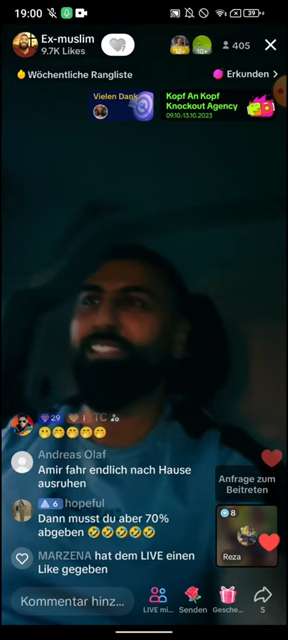 19:00
39
Ex-muslim
9.7K Likes
10+
10+
405
Wöchentliche Rangliste
Erkunden >
Vielen Dank
Kopf An Kopf
Knockout Agency
09.10.-13.10.2023
29
I
TC
🤭🤭🤭🤭🤭
Andreas Olaf
Amir fahr endlich nach Hause
ausruhen
6 hopeful
Dann musst du aber 70%
abgeben 🤣🤣🤣🤣🤣
MARZENA hat dem LIVE einen
Like gegeben
Anfrage zum
Beitreten
8
Reza
Kommentar hinz...
LIVE mi...
Senden
Gesche...
5